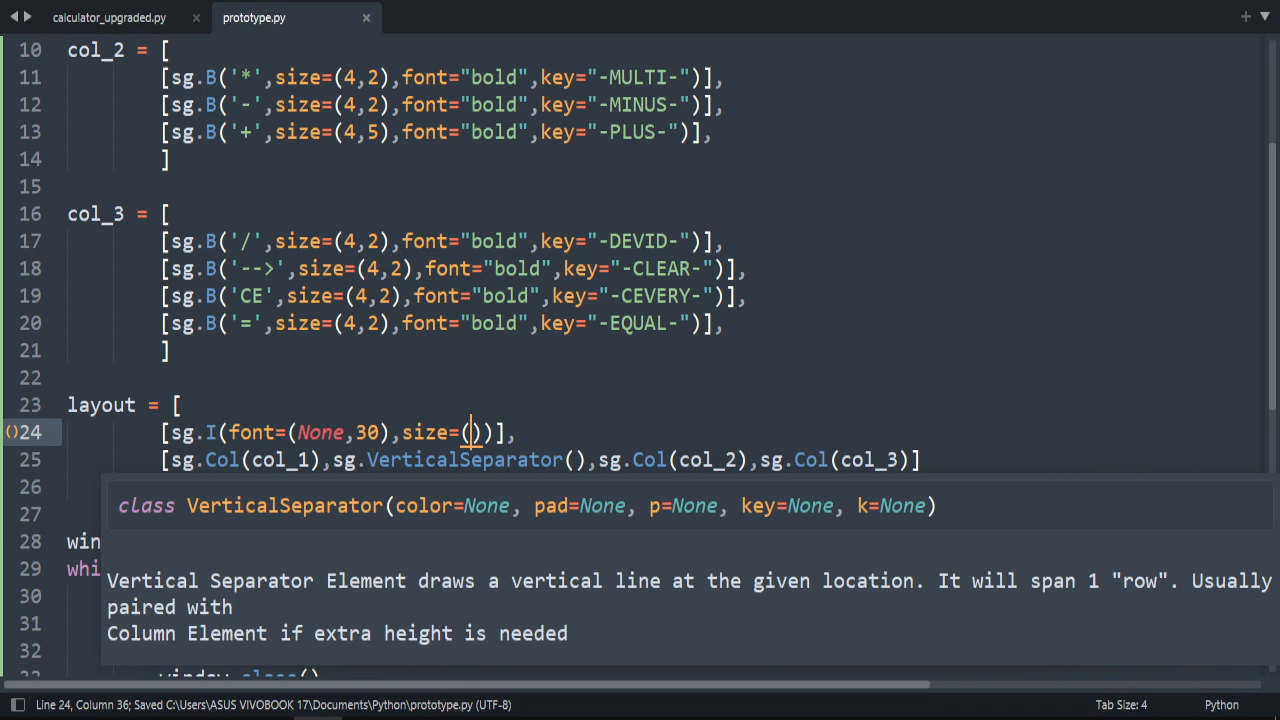 calculator_upgraded.py × prototype.py ×
10 col_2 = [
11 [sg.B('*',size=(4,2),font="bold",key="-MULTI-")],
12 [sg.B('-',size=(4,2),font="bold",key="-MINUS-")],
13 [sg.B('+',size=(4,5),font="bold",key="-PLUS-")],
14 ]
15
16 col_3 = [
17 [sg.B('/',size=(4,2),font="bold",key="-DEVID-")],
18 [sg.B('-->',size=(4,2),font="bold",key="-CLEAR-")],
19 [sg.B('CE',size=(4,2),font="bold",key="-CEVERY-")],
20 [sg.B('=',size=(4,2),font="bold",key="-EQUAL-")],
21 ]
22
23 layout = [
()24 [sg.I(font=(None,30),size=())],
25 [sg.Col(col_1),sg.VerticalSeparator(),sg.Col(col_2),sg.Col(col_3)]
26
class VerticalSeparator(color=None, pad=None, p=None, key=None, k=None)
27
28 win
29 whi
Vertical Separator Element draws a vertical line at the given location. It will span 1 "row". Usually
30
paired with
31
Column Element if extra height is needed
32
window.close()
Line 24, Column 36; Saved C:\Users\ASUS VIVOBOOK 17\Documents\Python\prototype.py (UTF-8) Tab Size: 4 Python